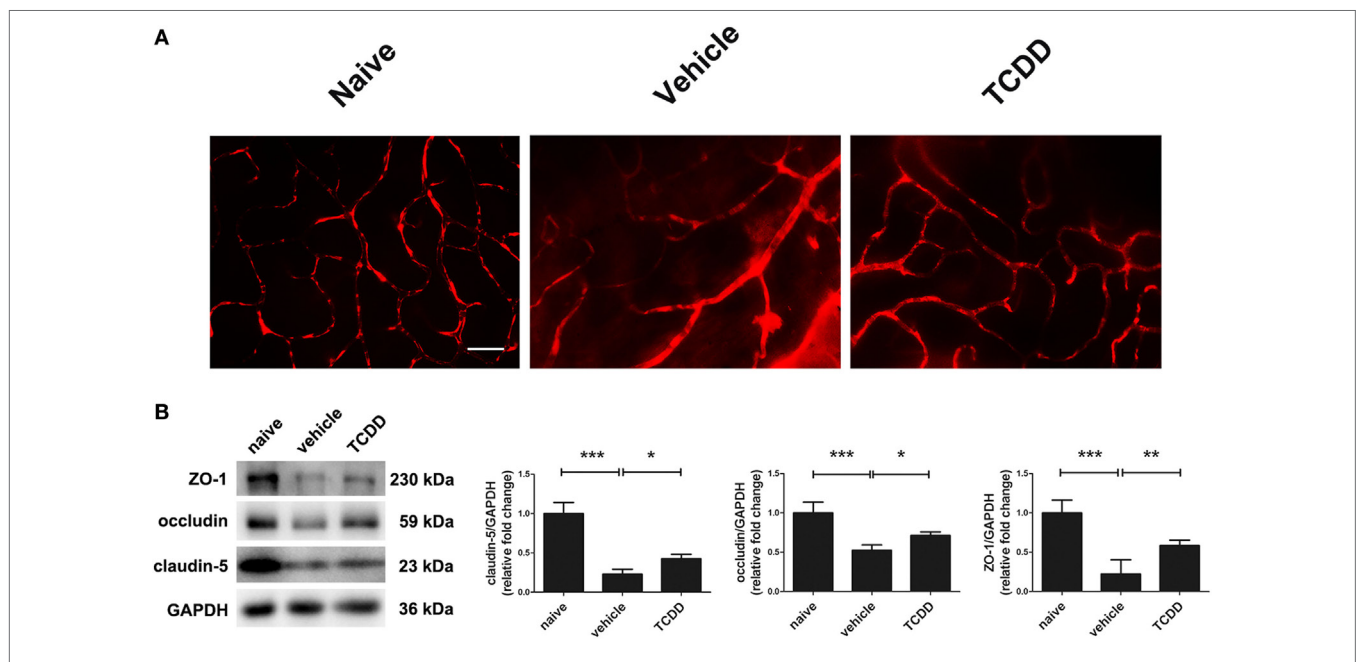 A
Naive
Vehicle
TCDD
B
naive
vehicle
TCDD
ZO-1
230 kDa
occludin
59 kDa
claudin-5
23 kDa
GAPDH
36 kDa
claudin-5/GAPDH
(relative fold change)
1.5
1.0
0.5
0.0
***
*
naive
vehicle
TCDD
occludin/GAPDH
(relative fold change)
1.5
1.0
0.5
0.0
***
*
naive
vehicle
TCDD
ZO-1/GAPDH
(relative fold change)
1.5
1.0
0.5
0.0
***
**
naive
vehicle
TCDD